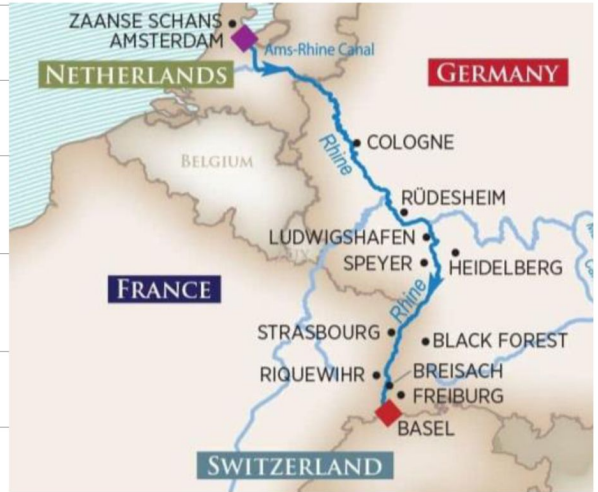 ZAANSE SCHANS
AMSTERDAM
Ams-Rhine Canal
NETHERLANDS
GERMANY
Rhine
COLOGNE
BELGIUM
RÜDESHEIM
LUDWIGSHAFEN
LUX
SPEYER
HEIDELBERG
FRANCE
Rhine
STRASBOURG
BLACK FOREST
RIQUEWIHR
BREISACH
FREIBURG
BASEL
SWITZERLAND